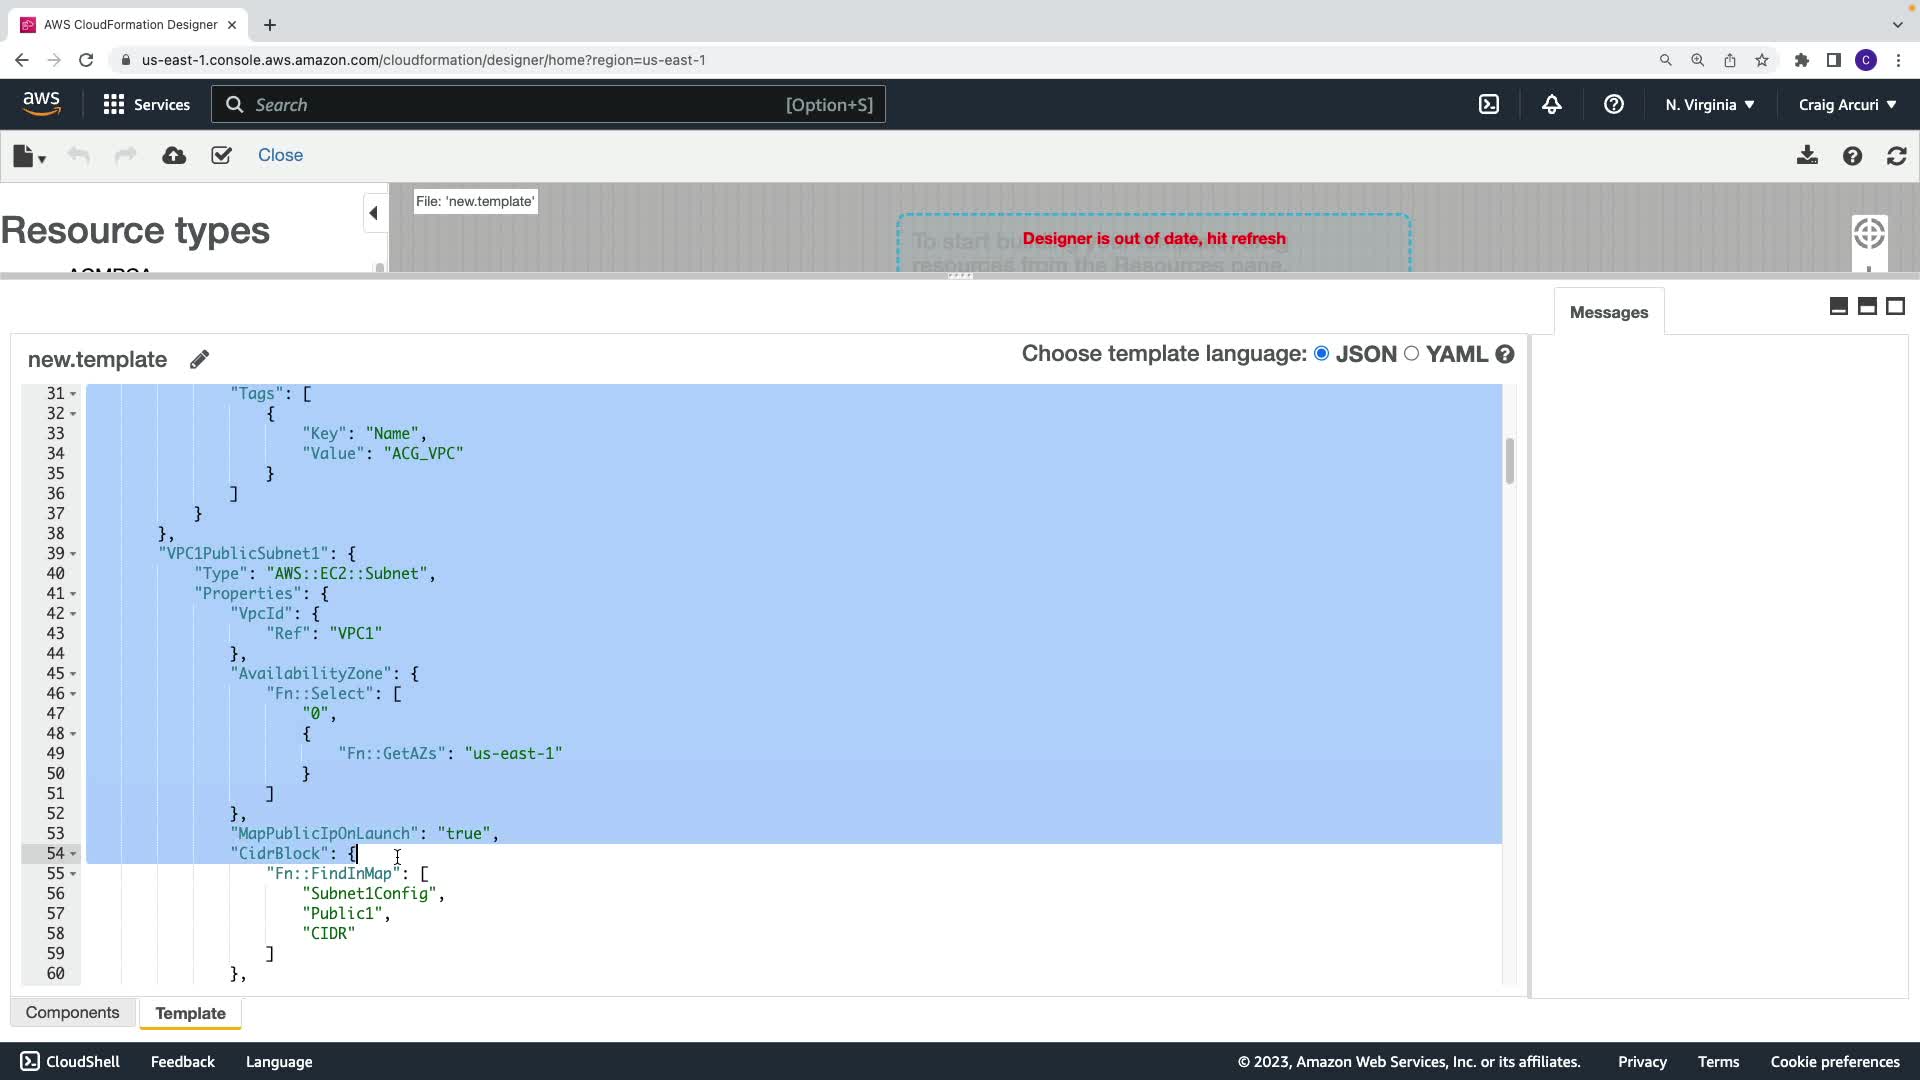 AWS CloudFormation Designer
us-east-1.console.aws.amazon.com/cloudformation/designer/home?region=us-east-1
C
aws
Services
Search
[Option+S]
N. Virginia
Craig Arcuri
Close
Resource types
File: 'new.template'
To start
Designer is out of date, hit refresh
resources from the Resources pane.
Messages
new.template
Choose template language: JSON YAML
31 "Tags": [
32 {
33 "Key": "Name",
34 "Value": "ACG_VPC"
35 }
36 ]
37 }
38 },
39 "VPC1PublicSubnet1": {
40 "Type": "AWS::EC2::Subnet",
41 "Properties": {
42 "VpcId": {
43 "Ref": "VPC1"
44 },
45 "AvailabilityZone": {
46 "Fn::Select": [
47 "0",
48 {
49 "Fn::GetAZs": "us-east-1"
50 }
51 ]
52 },
53 "MapPublicIpOnLaunch": "true",
54 "CidrBlock": {
55 "Fn::FindInMap": [
56 "Subnet1Config",
57 "Public1",
58 "CIDR"
59 ]
60 },
Components
Template
CloudShell
Feedback
Language
© 2023, Amazon Web Services, Inc. or its affiliates.
Privacy
Terms
Cookie preferences